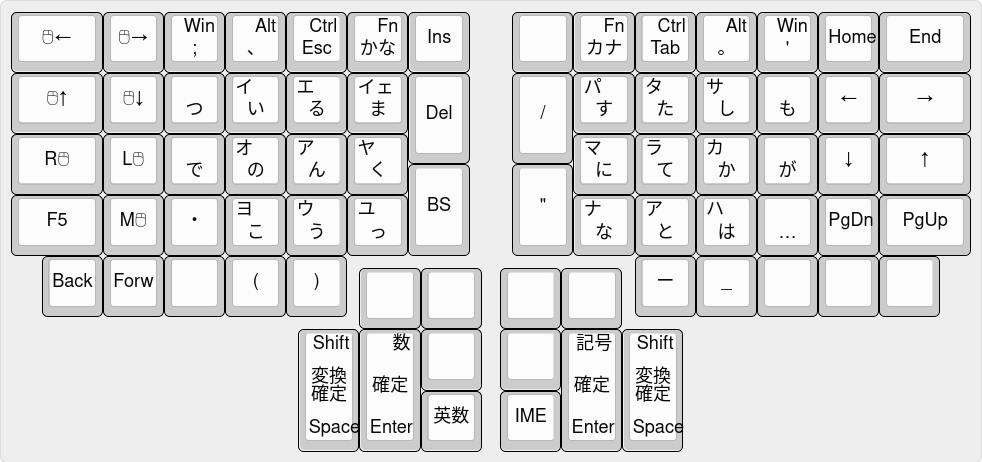 🖰← 🖰→ Win Alt Ctrl Fn Ins Fn Ctrl Alt Win Home End
; 、 Esc かな カナ Tab 。 '
🖰↑ 🖰↓ イ エ イェ Del / パ タ サ ← →
つ い る ま す た し も
R🖰 L🖰 オ ア ヤ マ ラ カ ↓ ↑
で の ん く に て か が
F5 M🖰 ・ ヨ ウ ユ BS " ナ ア ハ PgDn PgUp
こ う っ な と は …
Back Forw ( ) ー _
Shift 数 記号 Shift
変換 変換
確定 確定 確定 確定
Space Enter 英数 IME Enter Space